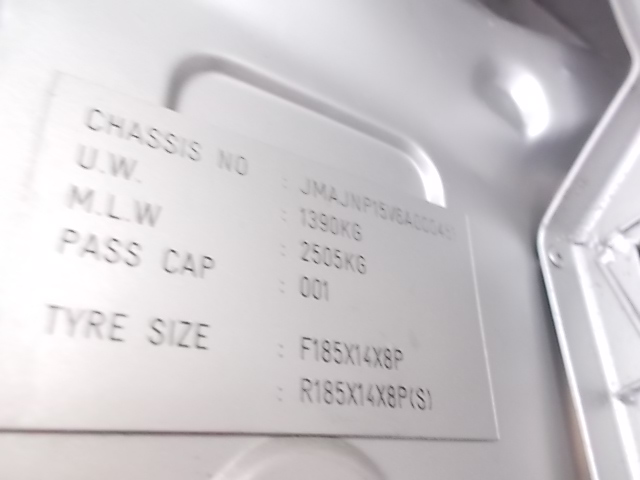 CHASSIS NO :
U.W. : 1390KG
M.L.W : 2505KG
PASS CAP : 001
TYRE SIZE : F185X14X8P
: R185X14X8P(S)